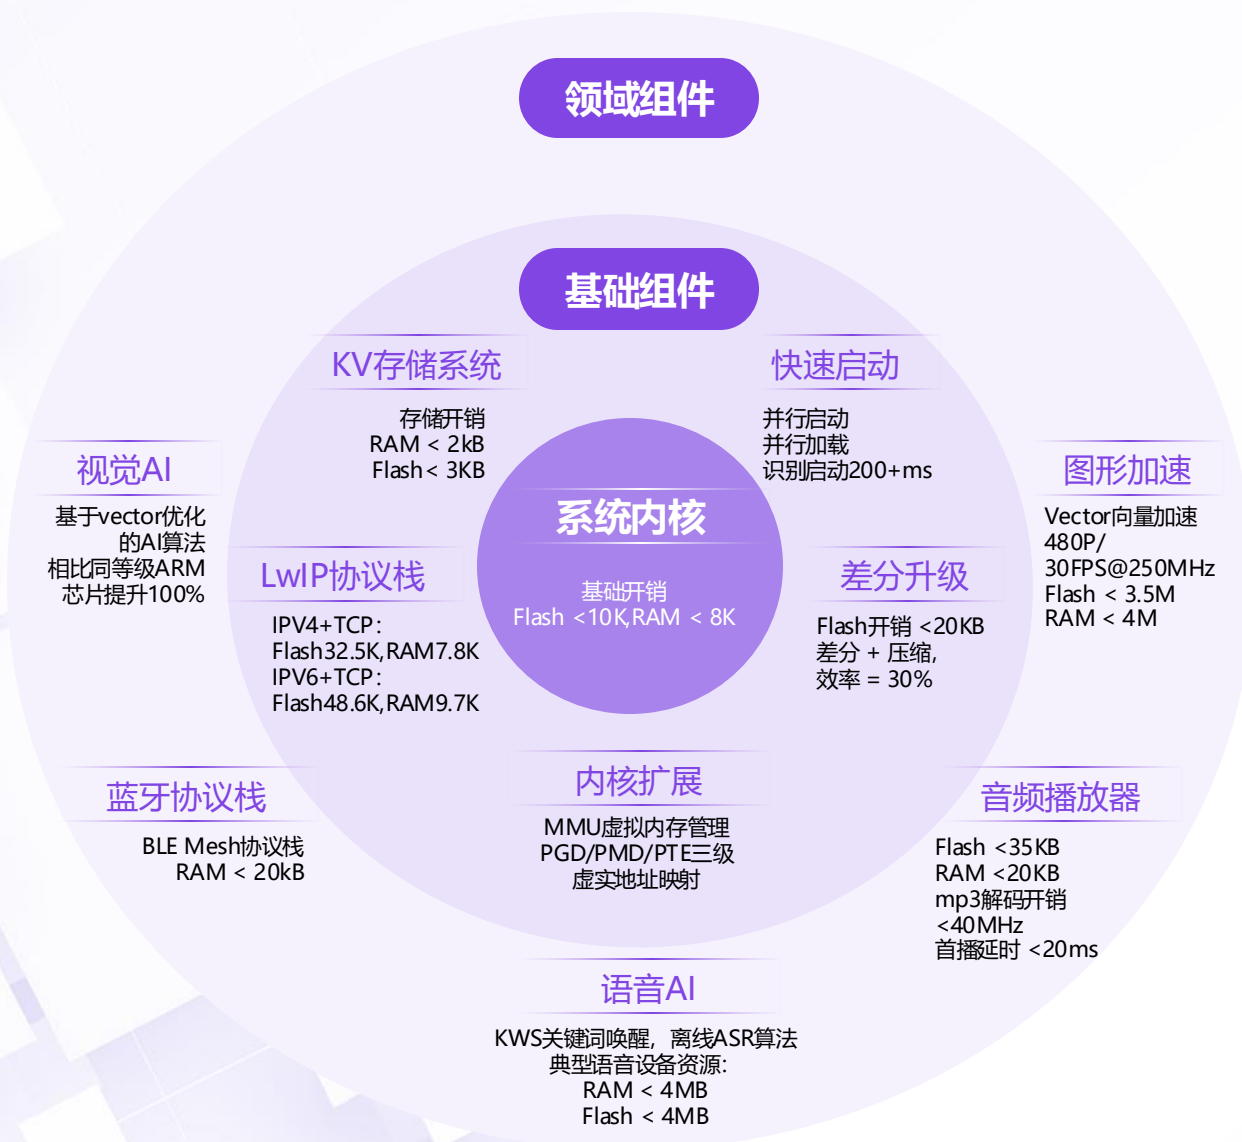 领域组件
基础组件
KV存储系统
存储开销
RAM < 2kB
Flash< 3KB
快速启动
并行启动
并行加载
识别启动200+ms
视觉AI
基于vector优化
的AI算法
相比同等级ARM
芯片提升100%
系统内核
基础开销
Flash <10K,RAM < 8K
图形加速
Vector向量加速
480P/
30FPS@250MHz
Flash < 3.5M
RAM < 4M
LwIP协议栈
IPV4+TCP:
Flash32.5K,RAM7.8K
IPV6+TCP:
Flash48.6K,RAM9.7K
差分升级
Flash开销 <20KB
差分 + 压缩,
效率 = 30%
蓝牙协议栈
BLE Mesh协议栈
RAM < 20kB
内核扩展
MMU虚拟内存管理
PGD/PMD/PTE三级
虚实地址映射
音频播放器
Flash <35KB
RAM <20KB
mp3解码开销
<40MHz
首播延时 <20ms
语音AI
KWS关键词唤醒，离线ASR算法
典型语音设备资源:
RAM < 4MB
Flash < 4MB